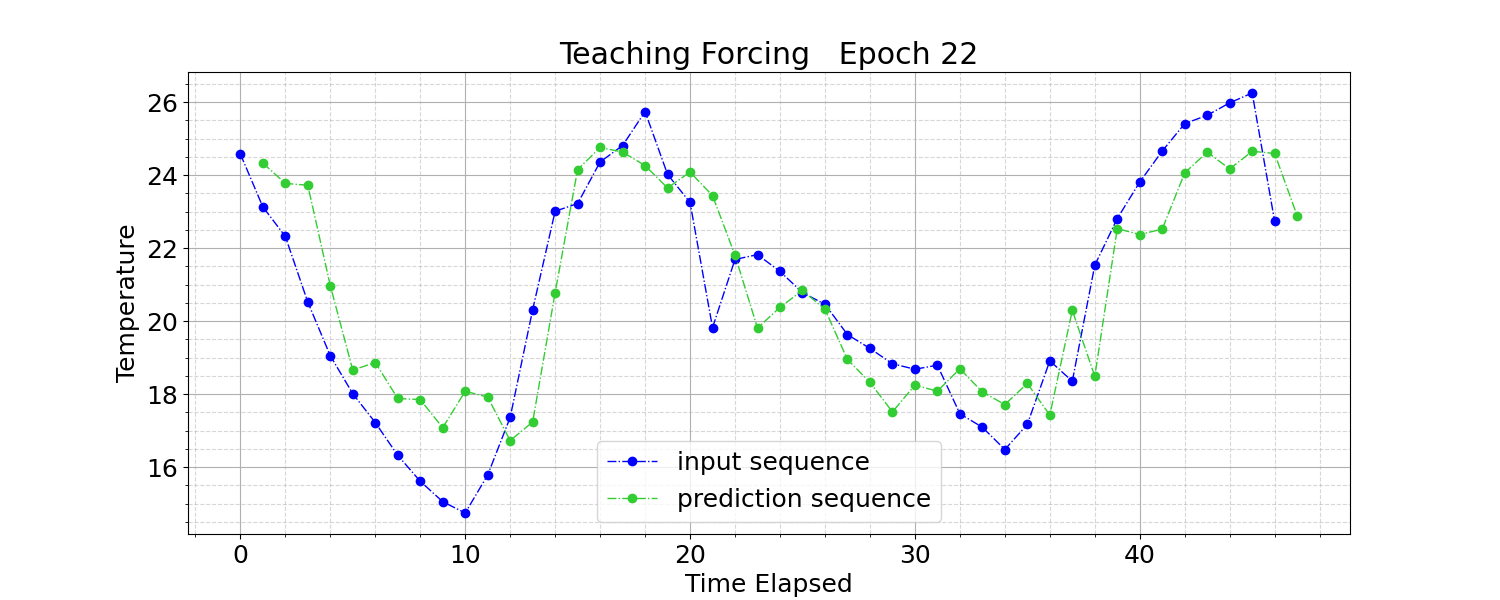 Teaching Forcing   Epoch 22
Temperature
26
24
22
20
18
16
input sequence
prediction sequence
0 10 20 30 40
Time Elapsed